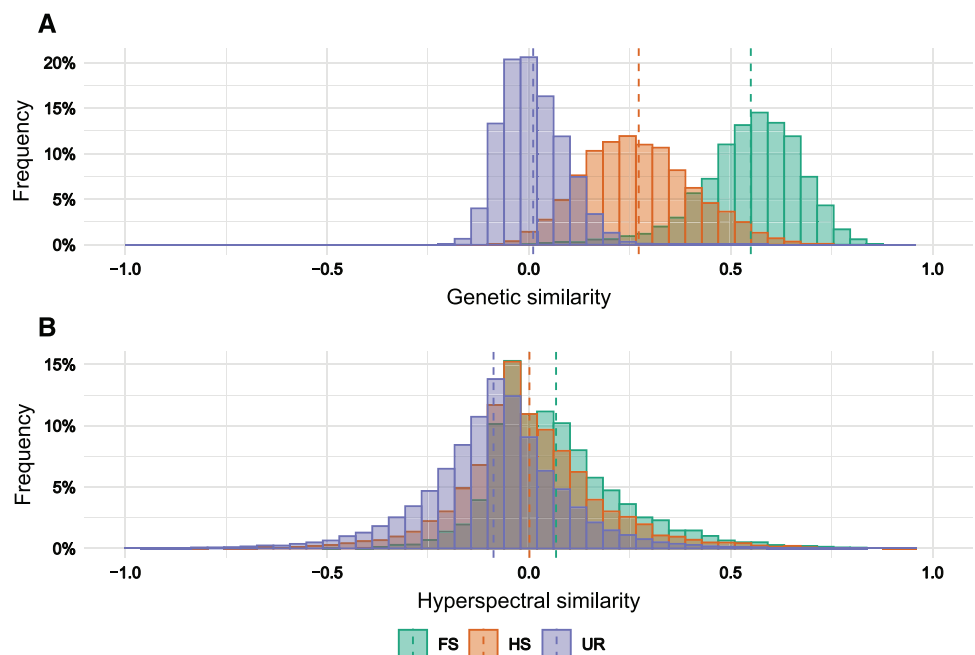 A
Frequency
20%
15%
10%
5%
0%
−1.0 −0.5 0.0 0.5 1.0
Genetic similarity
B
Frequency
15%
10%
5%
0%
−1.0 −0.5 0.0 0.5 1.0
Hyperspectral similarity
FS HS UR